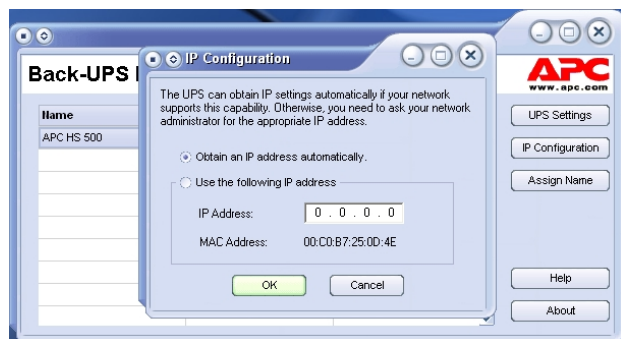 IP Configuration
Back-UPS
APC
www.apc.com
The UPS can obtain IP settings automatically if your network
supports this capability. Otherwise, you need to ask your network
administrator for the appropriate IP address.
Name
APC HS 500
Obtain an IP address automatically.
Use the following IP address
IP Address: 0 . 0 . 0 . 0
MAC Address: 00:C0:B7:25:0D:4E
OK
Cancel
UPS Settings
IP Configuration
Assign Name
Help
About